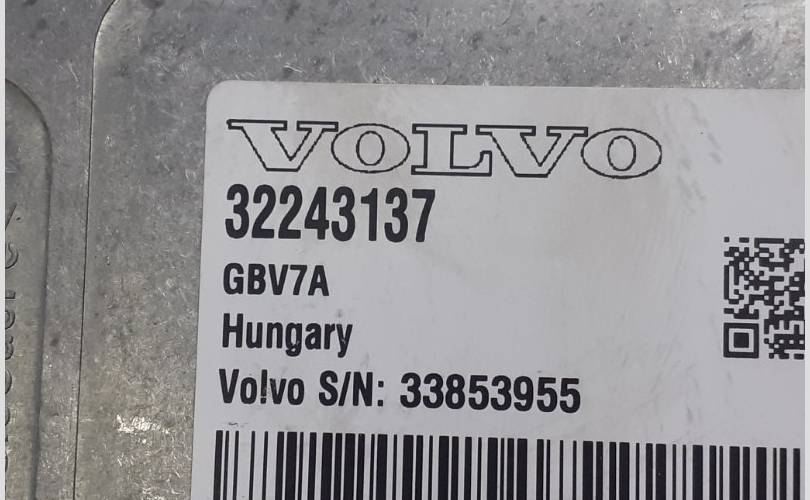 VOLVO
32243137
GBV7A
Hungary
Volvo S/N: 33853955